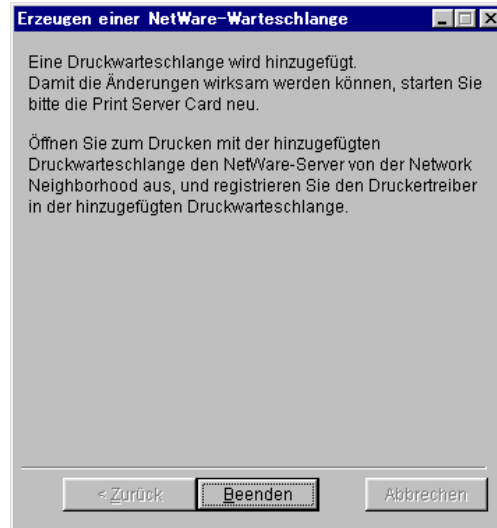 Erzeugen einer NetWare-Warteschlange
Eine Druckwarteschlange wird hinzugefügt.
Damit die Änderungen wirksam werden können, starten Sie
bitte die Print Server Card neu.
Öffnen Sie zum Drucken mit der hinzugefügten
Druckwarteschlange den NetWare-Server von der Network
Neighborhood aus, und registrieren Sie den Druckertreiber
in der hinzugefügten Druckwarteschlange.
< Zurück
Beenden
Abbrechen